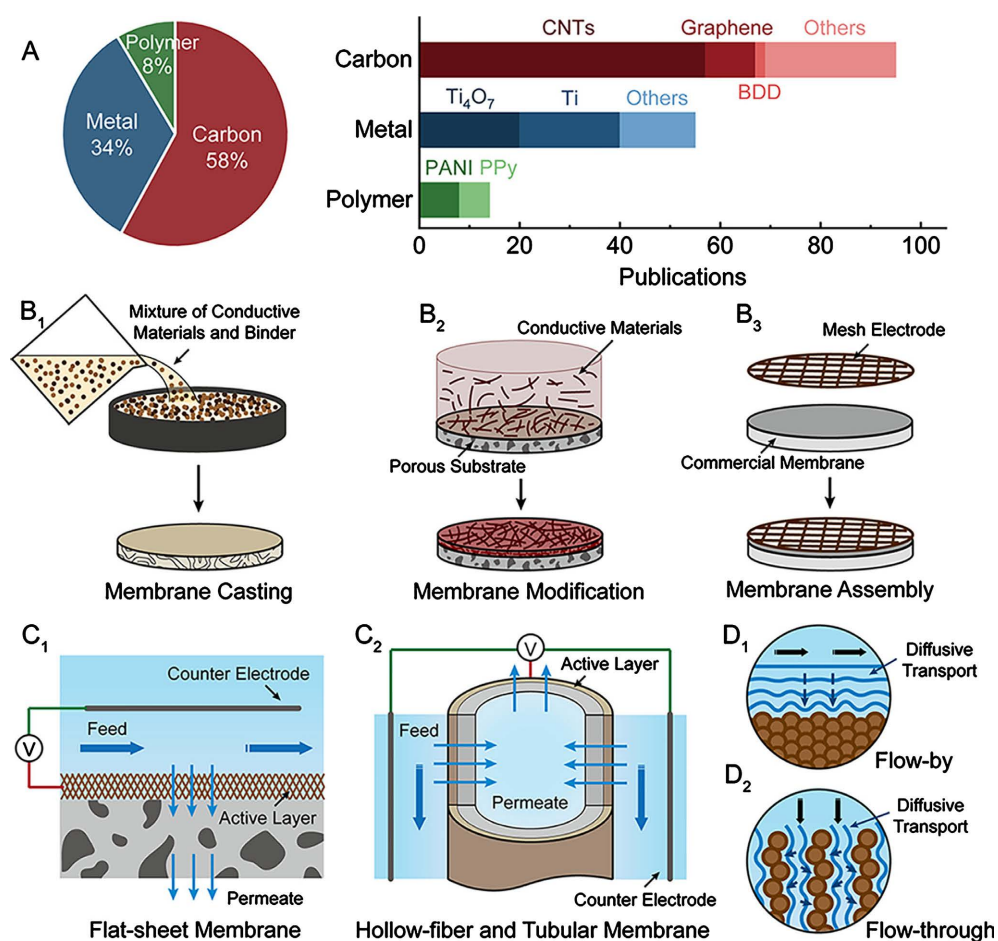 A
Polymer
8%
Metal
34%
Carbon
58%
CNTs Graphene Others
Carbon
BDD
Ti₄O₇ Ti Others
Metal
PANI PPy
Polymer
0 20 40 60 80 100
Publications
B₁
Mixture of Conductive
Materials and Binder
Membrane Casting
B₂
Conductive Materials
Porous Substrate
Membrane Modification
B₃
Mesh Electrode
Commercial Membrane
Membrane Assembly
C₁
Counter Electrode
Feed
V
Active Layer
Permeate
Flat-sheet Membrane
C₂
V
Active Layer
Feed
Permeate
Counter Electrode
Hollow-fiber and Tubular Membrane
D₁
Diffusive
Transport
Flow-by
D₂
Diffusive
Transport
Flow-through